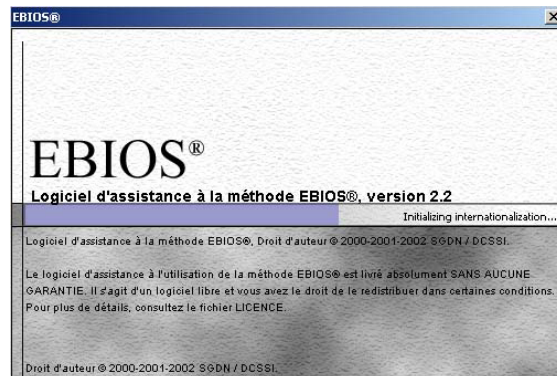 EBIOS®
EBIOS®
Logiciel d'assistance à la méthode EBIOS®, version 2.2
Initializing internationalization...
Logiciel d'assistance à la méthode EBIOS®, Droit d'auteur © 2000-2001-2002 SGDN / DCSSI.
Le logiciel d'assistance à l'utilisation de la méthode EBIOS® est livré absolument SANS AUCUNE
GARANTIE. Il s'agit d'un logiciel libre et vous avez le droit de le redistribuer dans certaines conditions.
Pour plus de détails, consultez le fichier LICENCE.
Droit d'auteur © 2000-2001-2002 SGDN / DCSSI.